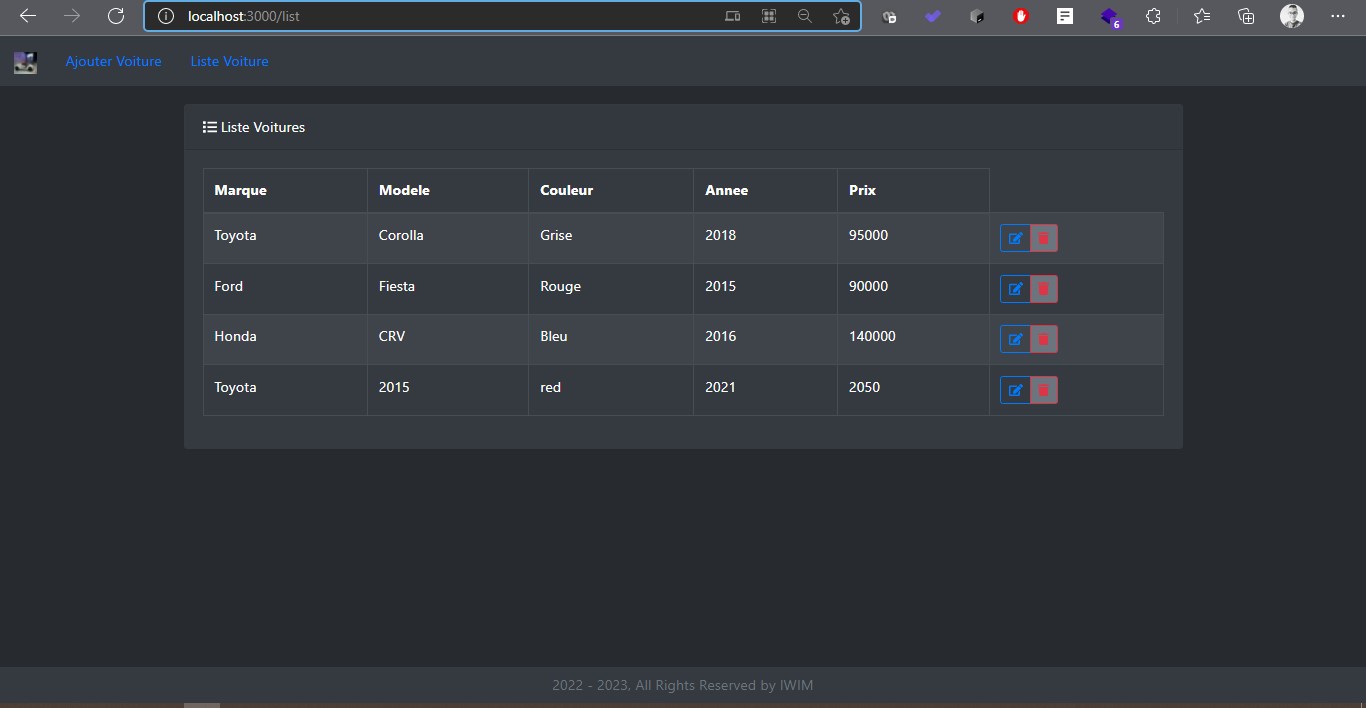 localhost:3000/list
6
Ajouter Voiture Liste Voiture
Liste Voitures
Marque Modele Couleur Annee Prix
Toyota Corolla Grise 2018 95000
Ford Fiesta Rouge 2015 90000
Honda CRV Bleu 2016 140000
Toyota 2015 red 2021 2050
2022 - 2023, All Rights Reserved by IWIM